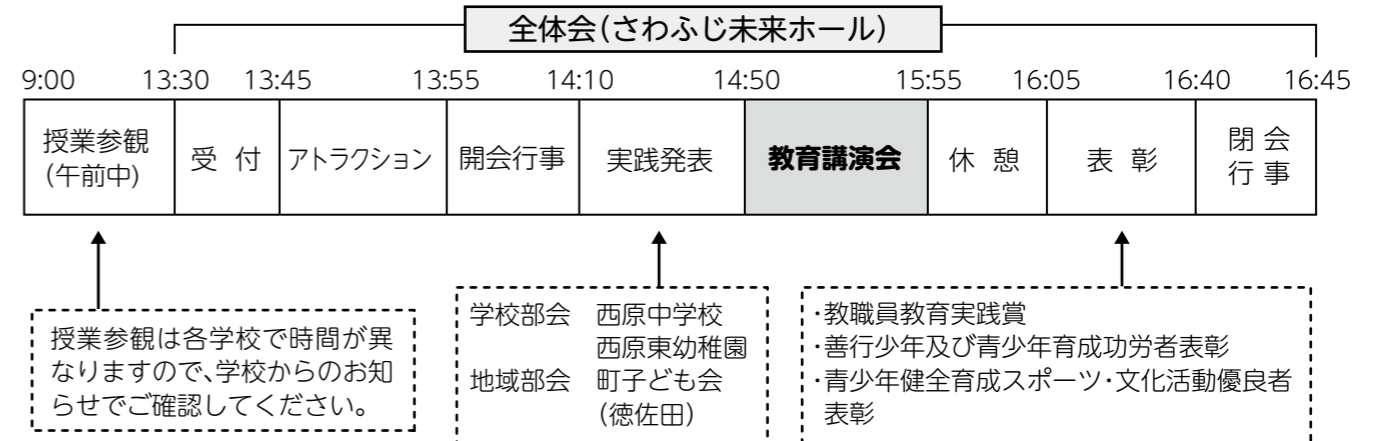 全体会(さわふじ未来ホール)
9:00 13:30 13:45 13:55 14:10 14:50 15:55 16:05 16:40 16:45
授業参観
(午前中)
受 付
アトラクション
開会行事
実践発表
教育講演会
休 憩
表 彰
閉 会
行 事
授業参観は各学校で時間が異
なりますので、学校からのお知
らせでご確認してください。
学校部会 西原中学校
西原東幼稚園
地域部会 町子ども会
(徳佐田)
・教職員教育実践賞
・善行少年及び青少年育成功労者表彰
・青少年健全育成スポーツ・文化活動優良者
表彰